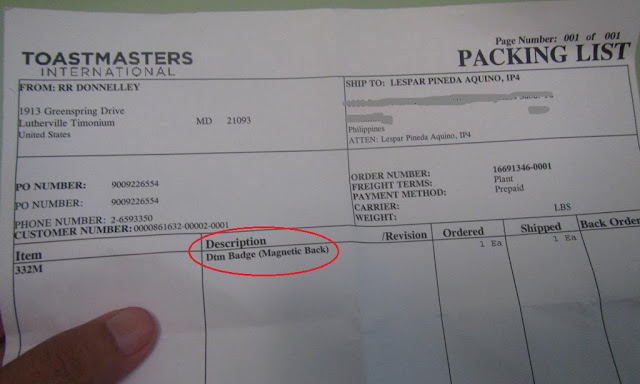 Page Number: 001 of 001
TOASTMASTERS
INTERNATIONAL
PACKING LIST
FROM: RR DONNELLEY
1913 Greenspring Drive
Lutherville Timonium MD 21093
United States
SHIP TO: LESPAR PINEDA AQUINO, IP4
Philippines
ATTEN: Lespar Pineda Aquino, IP4
PO NUMBER: 9009226554
PO NUMBER: 9009226554
PHONE NUMBER: 2-6593350
CUSTOMER NUMBER: 0000861632-00002-0001
ORDER NUMBER: 16691346-0001
FREIGHT TERMS: Plant
PAYMENT METHOD: Prepaid
CARRIER:
WEIGHT: LBS
Item Description /Revision Ordered Shipped Back Order
332M Dtm Badge (Magnetic Back) 1 Ea 1 Ea